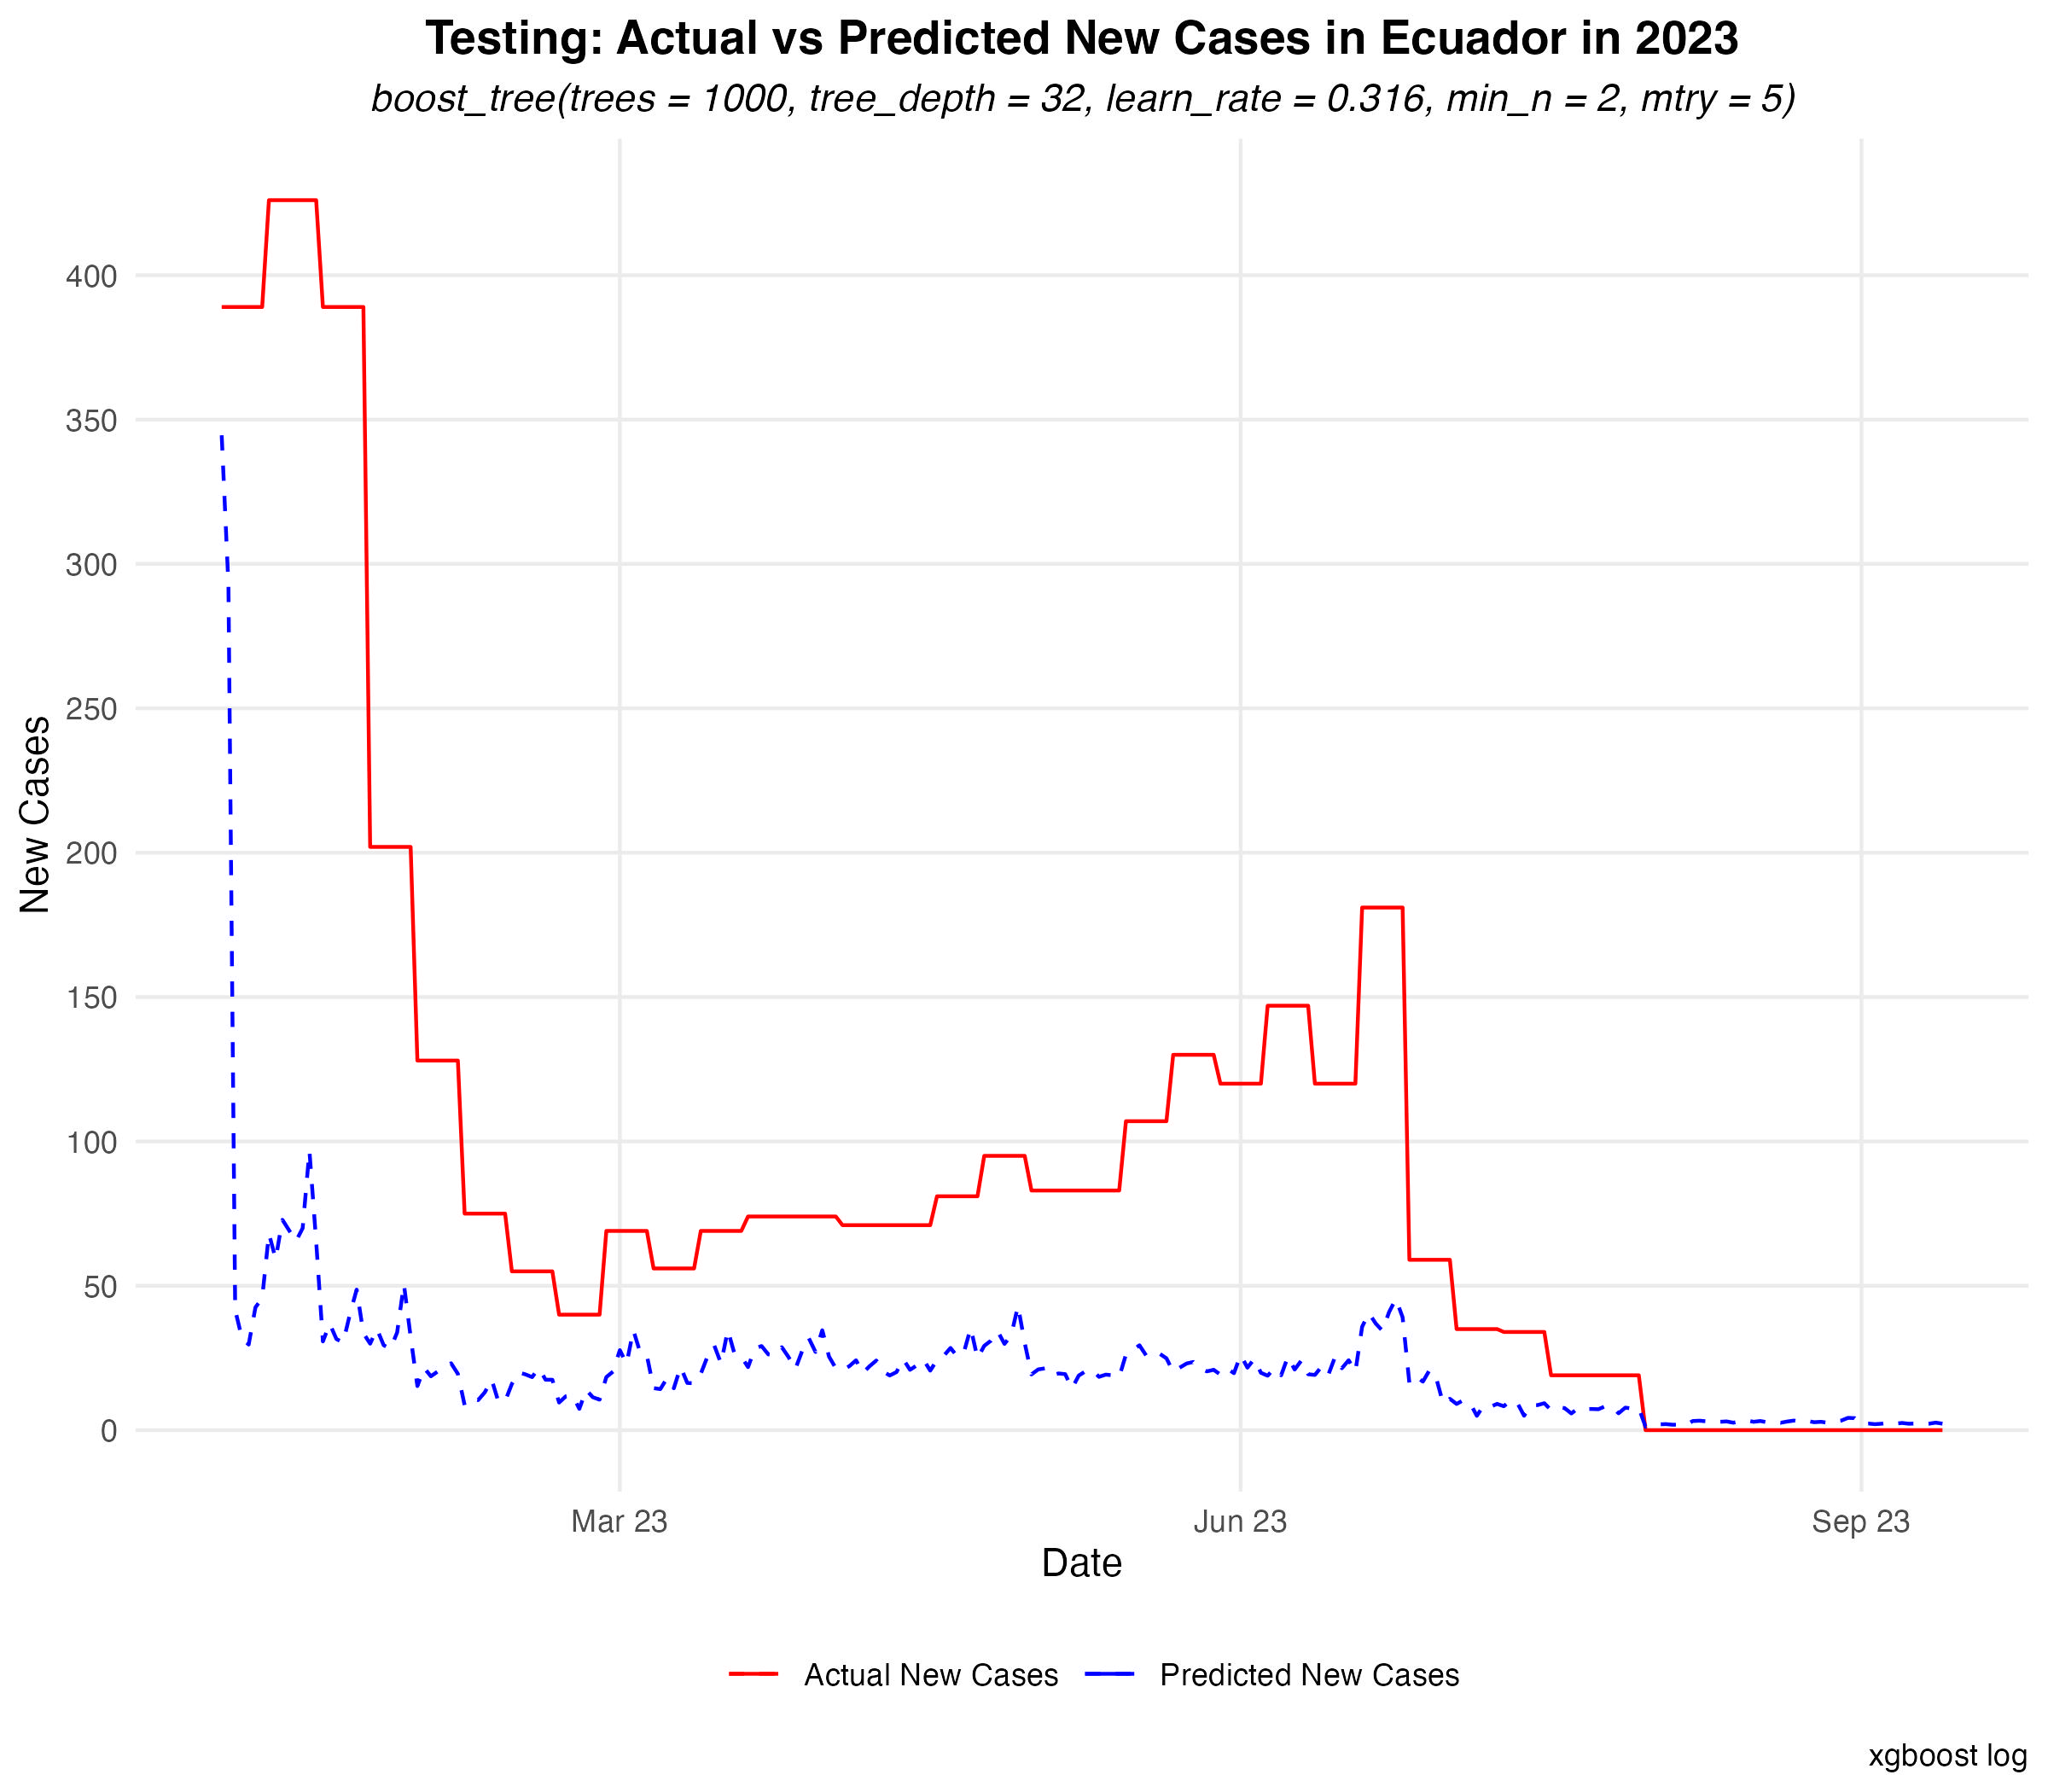 Testing: Actual vs Predicted New Cases in Ecuador in 2023
boost_tree(trees = 1000, tree_depth = 32, learn_rate = 0.316, min_n = 2, mtry = 5)
New Cases
400
350
300
250
200
150
100
50
0
Mar 23 Jun 23 Sep 23
Date
Actual New Cases Predicted New Cases
xgboost log